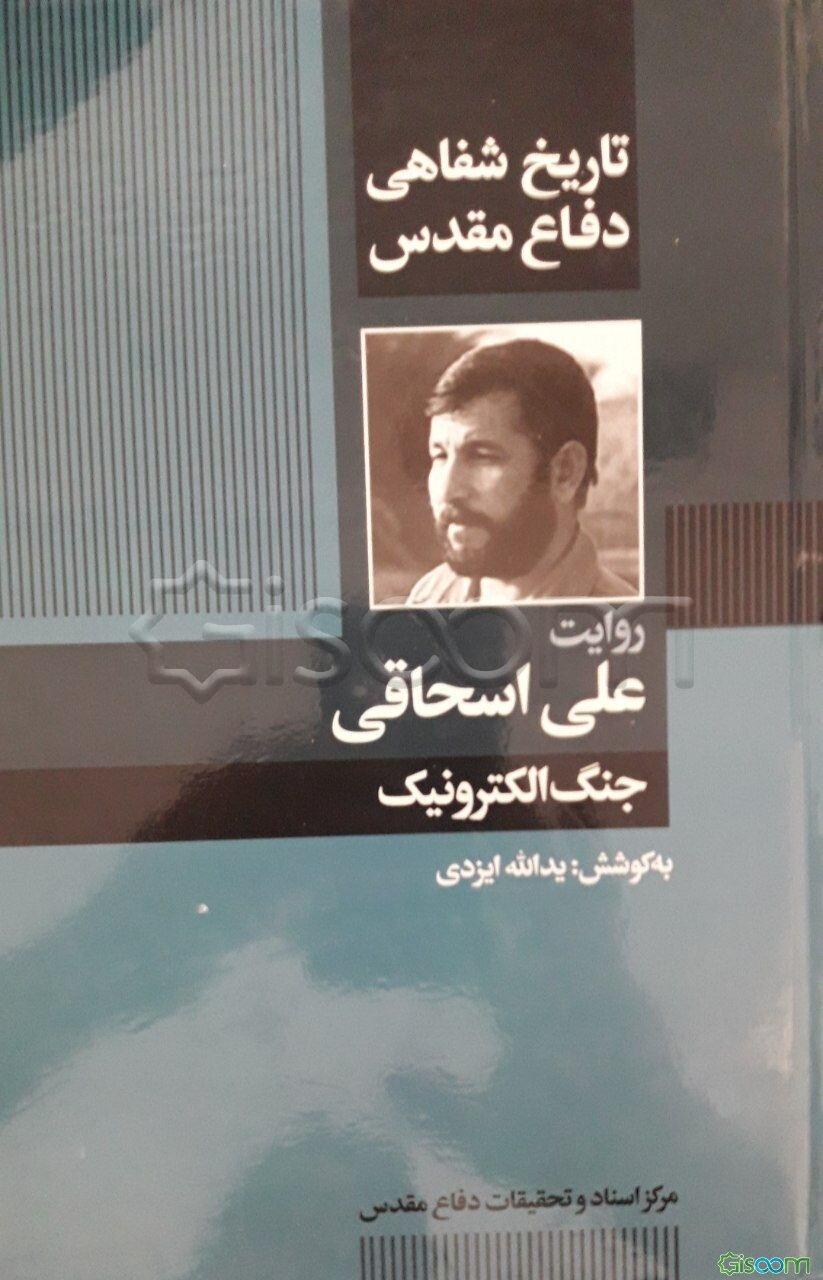 تاریخ شفاهی
دفاع مقدس
روایت
علی اسحاقی
جنگ الکترونیک
به‌کوشش: یدالله ایزدی
مرکز اسناد و تحقیقات دفاع مقدس
Gisoom
Gisoom